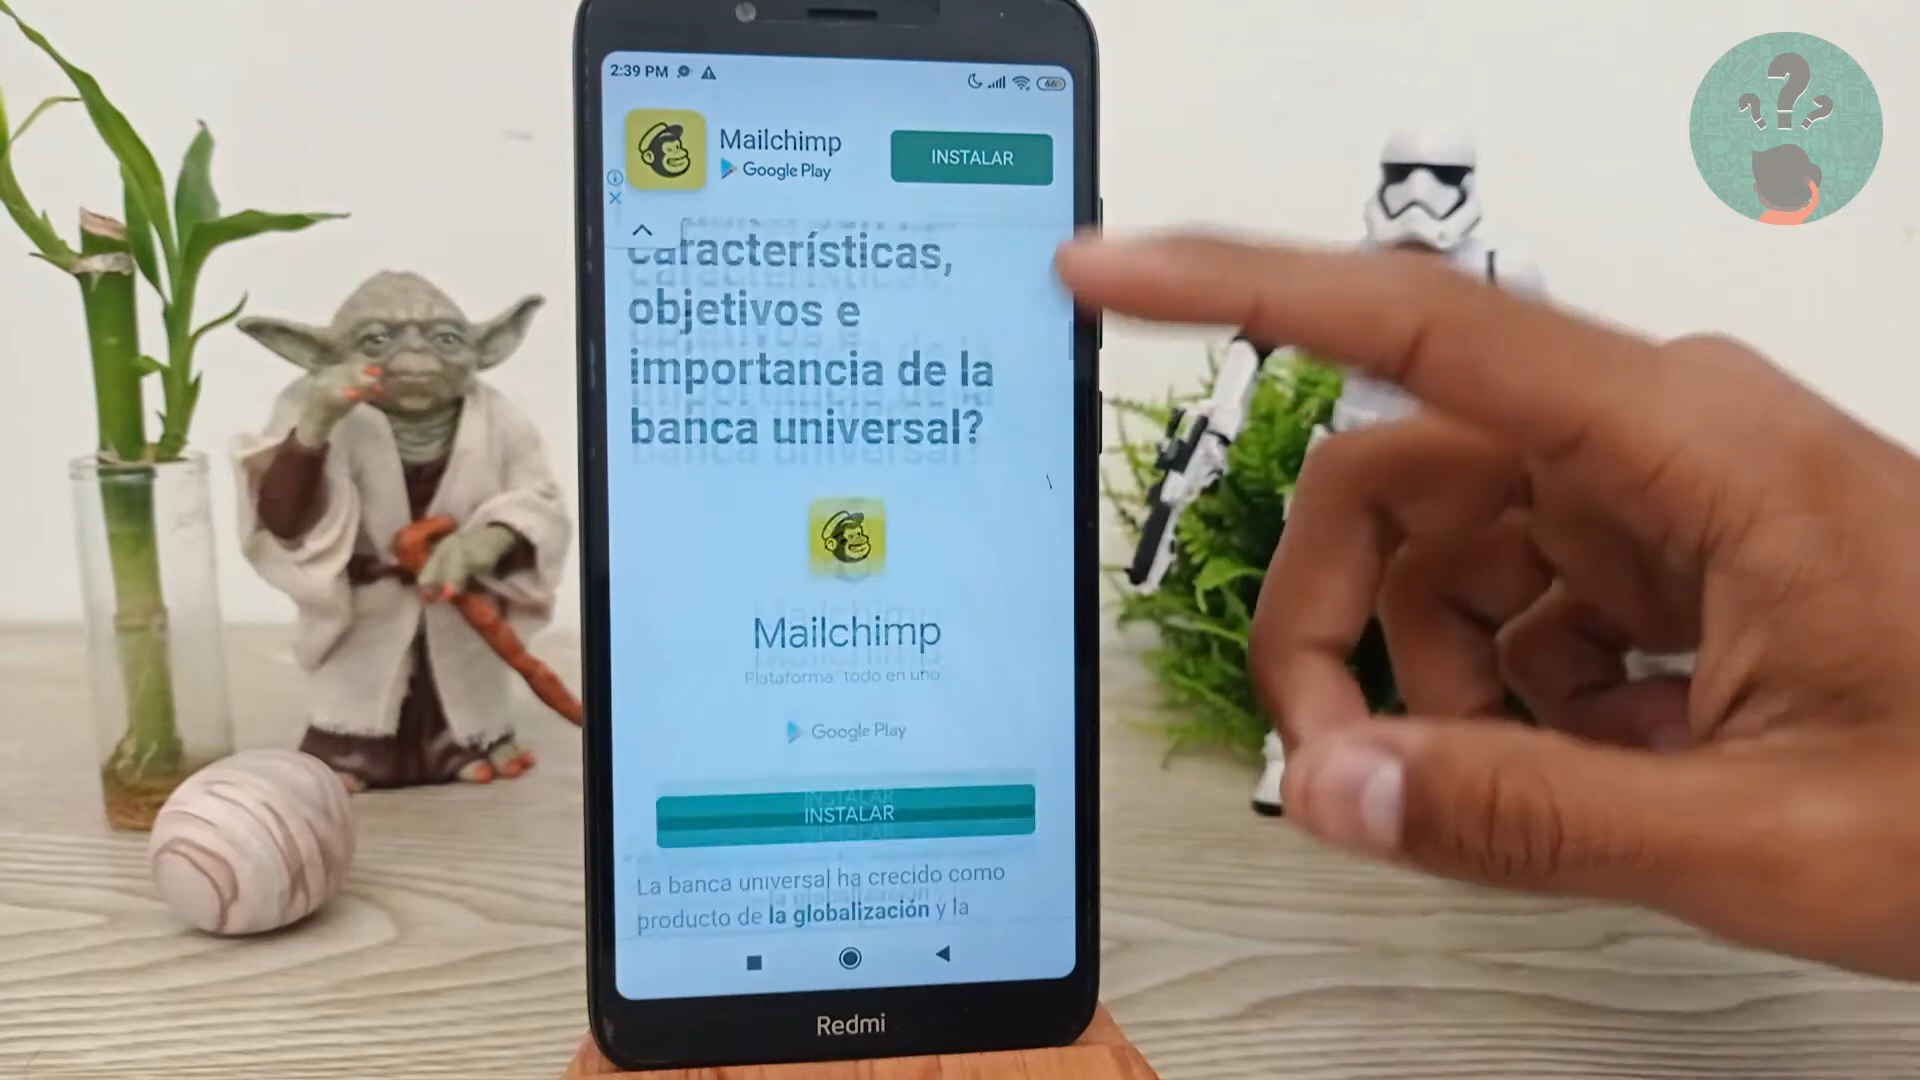 2:39 PM
66
Mailchimp
Google Play
INSTALAR
características,
objetivos e
importancia de la
banca universal?
Mailchimp
Plataforma todo en uno
Google Play
INSTALAR
La banca universal ha crecido como
producto de la globalización y la
Redmi